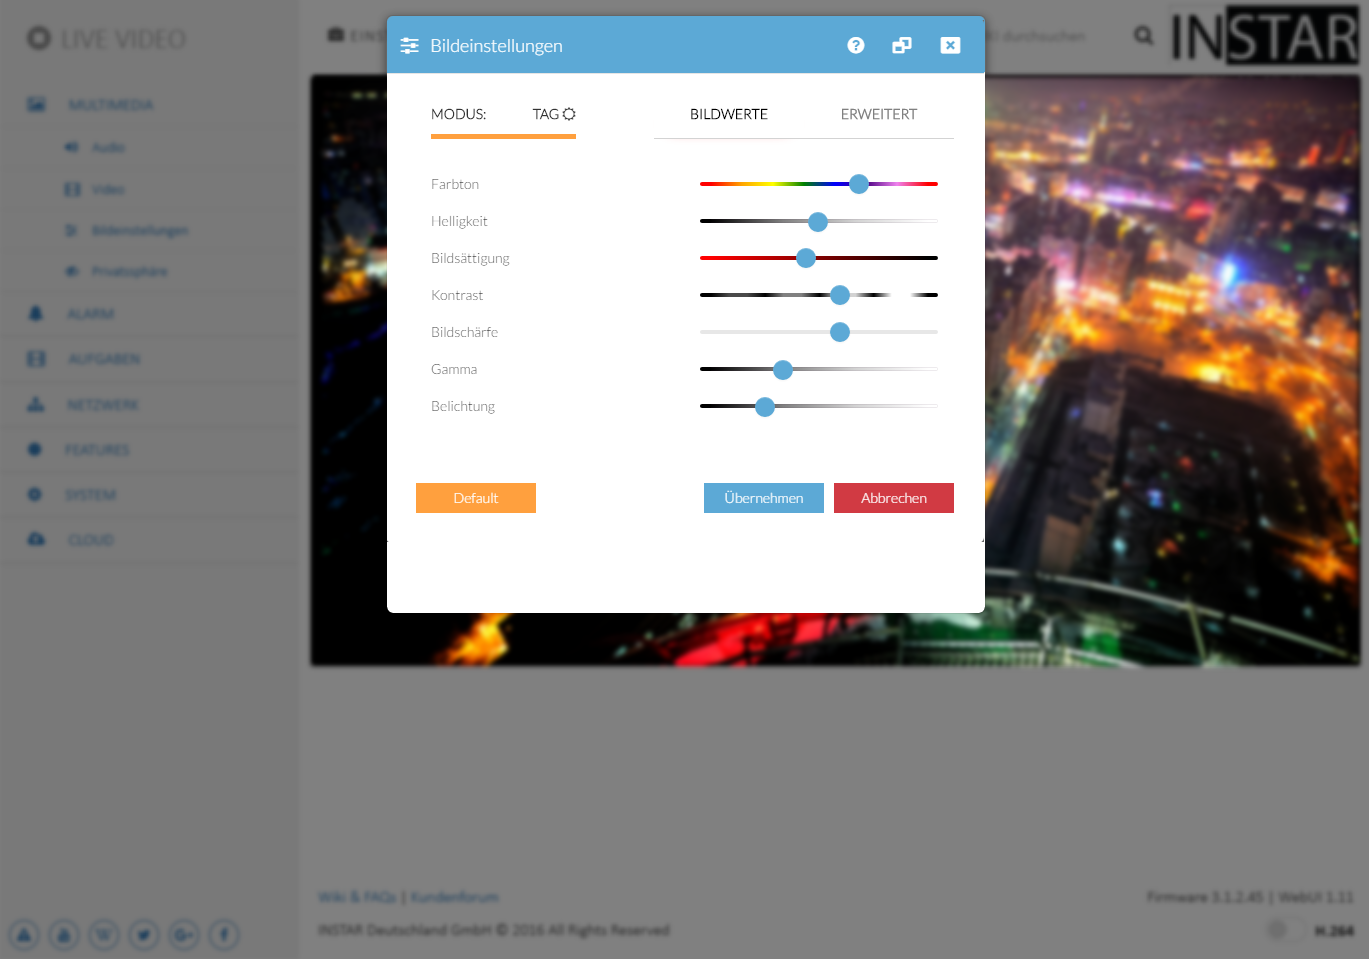 LIVE VIDEO
MULTIMEDIA
Audio
Video
Bildeinstellungen
Privatssphäre
ALARM
AUFGABEN
NETZWERK
FEATURES
SYSTEM
CLOUD
durchsuchen
INSTAR
Bildeinstellungen
MODUS: TAG
BILDWERTE ERWEITERT
Farbton
Helligkeit
Bildsättigung
Kontrast
Bildschärfe
Gamma
Belichtung
Default
Übernehmen Abbrechen
Wiki & FAQs | Kundenforum
Firmware 3.1.2.45 | WebUI 1.11
INSTAR Deutschland GmbH © 2016 All Rights Reserved
H.264